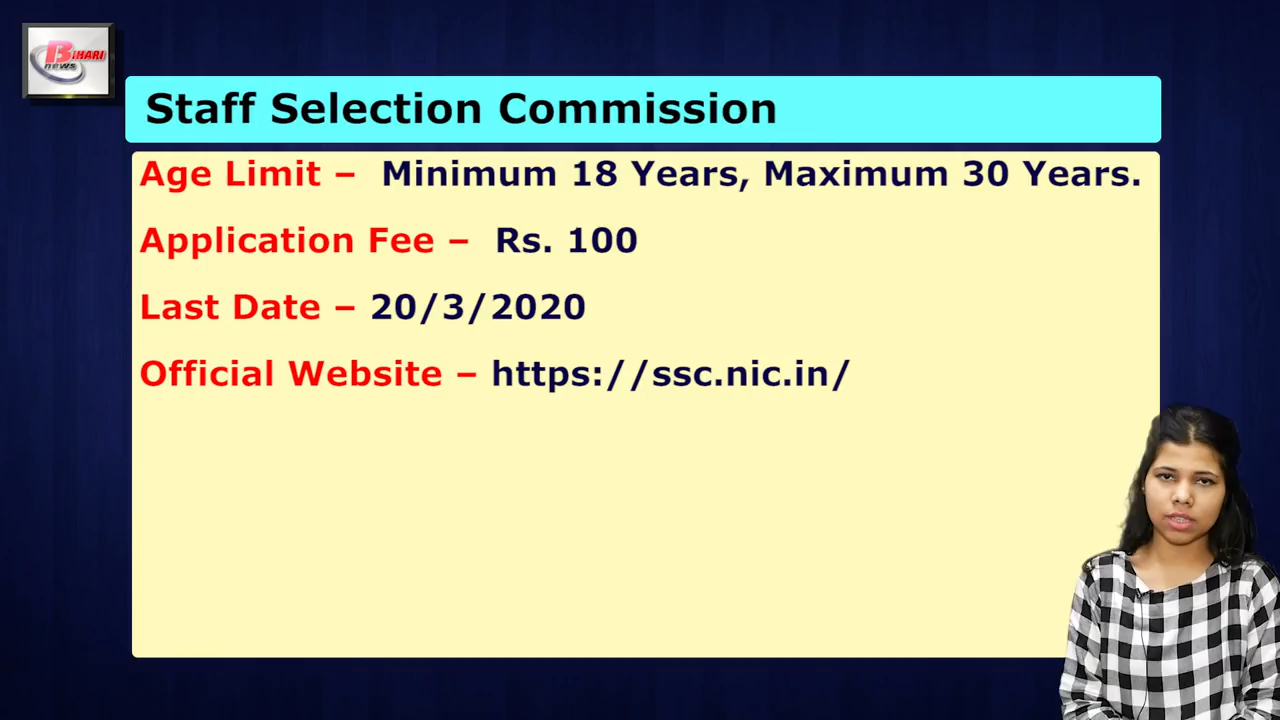 BIHARI
news
Staff Selection Commission
Age Limit – Minimum 18 Years, Maximum 30 Years.
Application Fee – Rs. 100
Last Date – 20/3/2020
Official Website – https://ssc.nic.in/